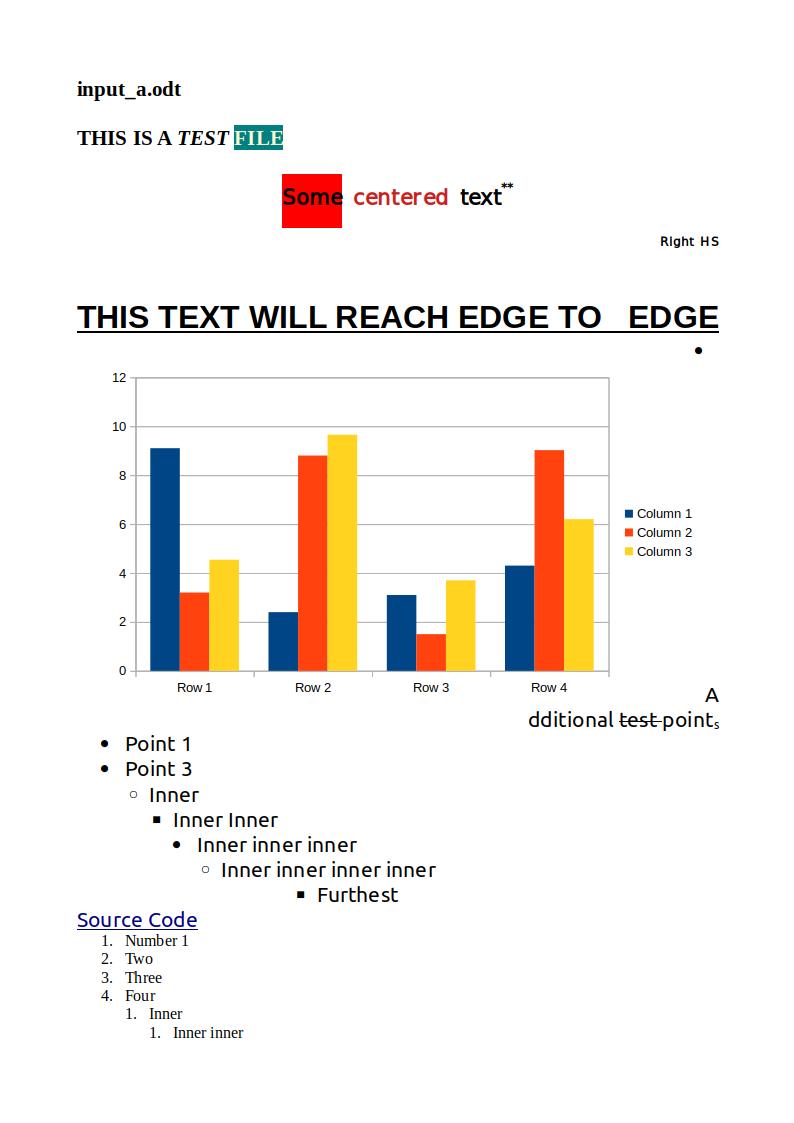 input_a.odt
THIS IS A TEST FILE
Some centered text**
Right HS
THIS TEXT WILL REACH EDGE TO EDGE
•
12
10
8
6
4
2
0
Row 1 Row 2 Row 3 Row 4
Column 1
Column 2
Column 3
A
dditional test points
• Point 1
• Point 3
○ Inner
■ Inner Inner
• Inner inner inner
○ Inner inner inner inner
■ Furthest
Source Code
1. Number 1
2. Two
3. Three
4. Four
1. Inner
1. Inner inner